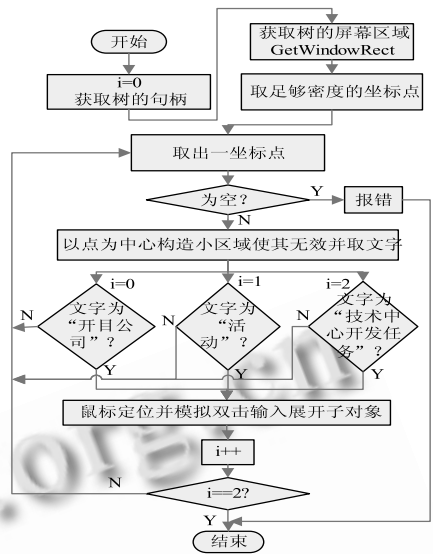 开始
i=0
获取树的句柄
获取树的屏幕区域
GetWindowRect
取足够密度的坐标点
取出一坐标点
为空?
Y
报错
N
以点为中心构造小区域使其无效并取文字
i=0
i=1
i=2
N
文字为
“开目公
司”?
Y
N
文字为
“活
动”?
Y
N
文字为
“技术中
心开发任
务”?
Y
鼠标定位并模拟双击输入展开子对象
i++
N
i==2?
Y
结束
.org.cn